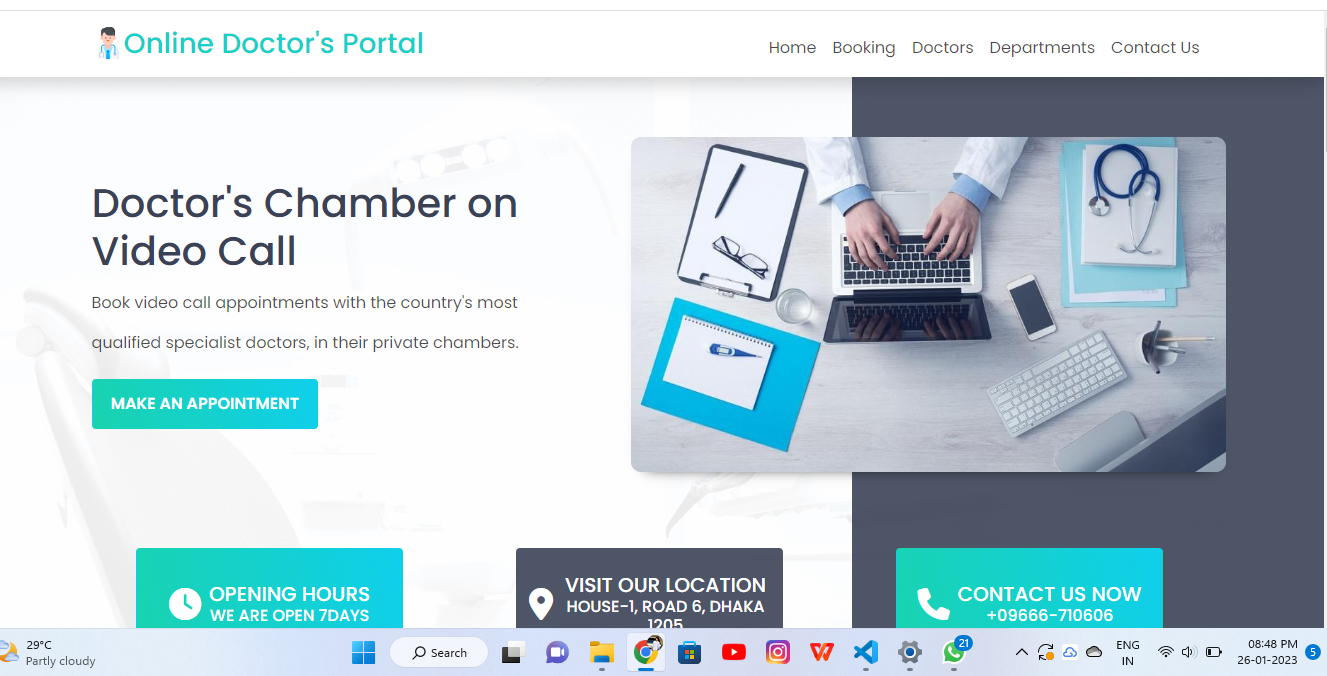 Online Doctor's Portal
Home Booking Doctors Departments Contact Us
Doctor's Chamber on
Video Call
Book video call appointments with the country's most
qualified specialist doctors, in their private chambers.
MAKE AN APPOINTMENT
OPENING HOURS
WE ARE OPEN 7DAYS
VISIT OUR LOCATION
HOUSE-1, ROAD 6, DHAKA
1205
CONTACT US NOW
+09666-710606
29°C
Partly cloudy
Search
21
ENG
IN
08:48 PM
26-01-2023
5